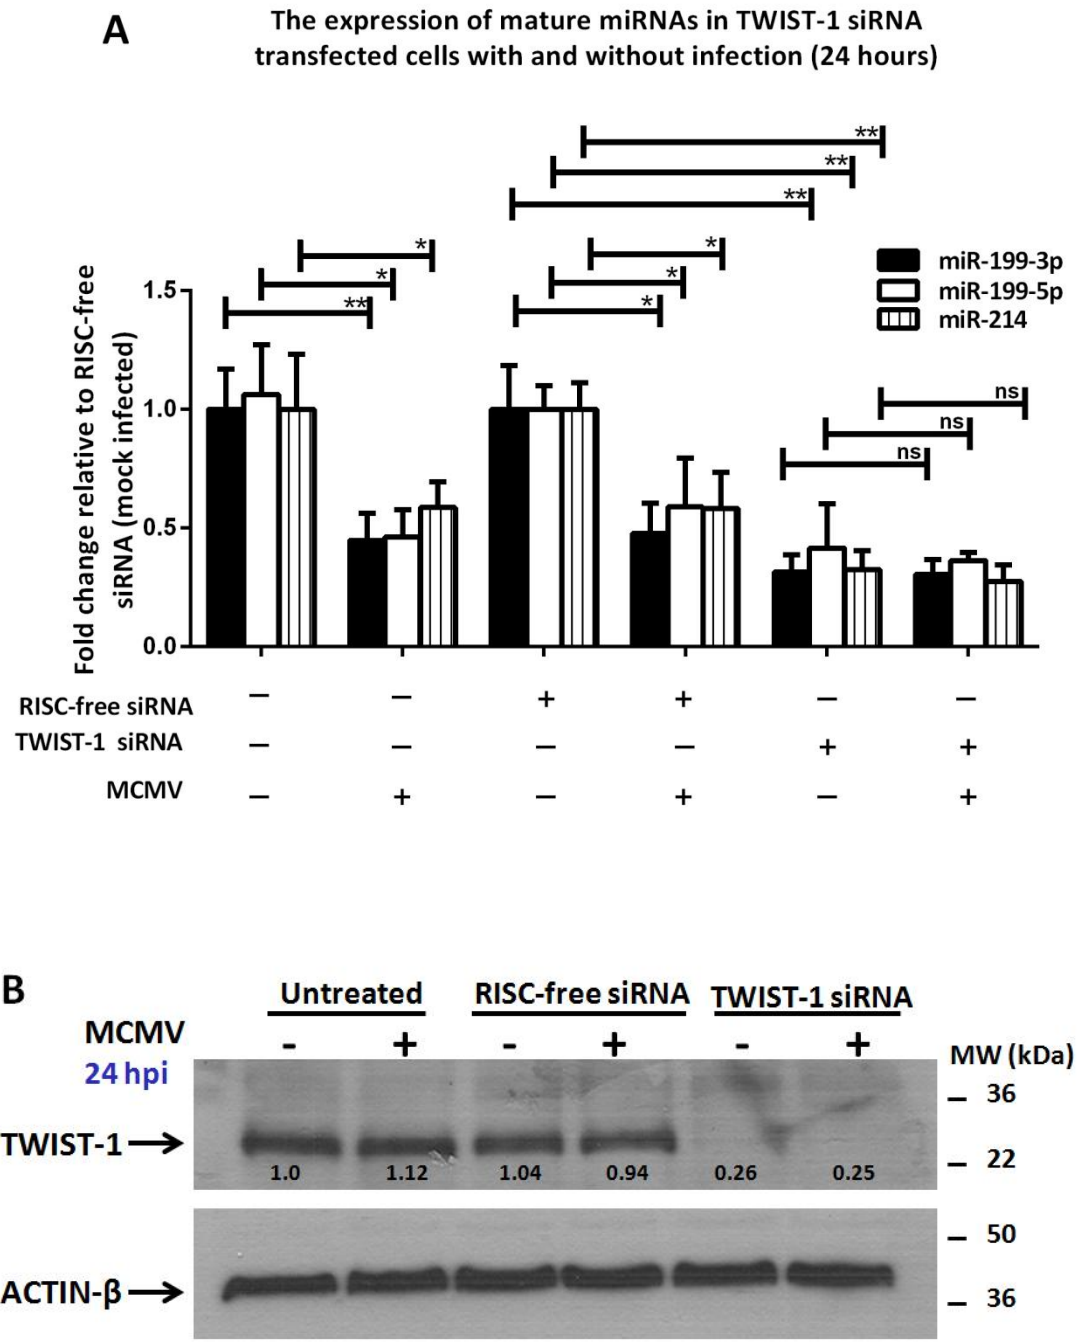 A
The expression of mature miRNAs in TWIST-1 siRNA
transfected cells with and without infection (24 hours)
**
**
**
* *
* *
** *
miR-199-3p
miR-199-5p
miR-214
Fold change relative to RISC-free
siRNA (mock infected)
1.5
1.0
0.5
0.0
ns
ns
ns
RISC-free siRNA – – + + – –
TWIST-1 siRNA – – – – + +
MCMV – + – + – +
B
Untreated RISC-free siRNA TWIST-1 siRNA
MCMV - + - + - +
24 hpi
MW (kDa)
36
TWIST-1
22
1.0 1.12 1.04 0.94 0.26 0.25
50
ACTIN-β
36